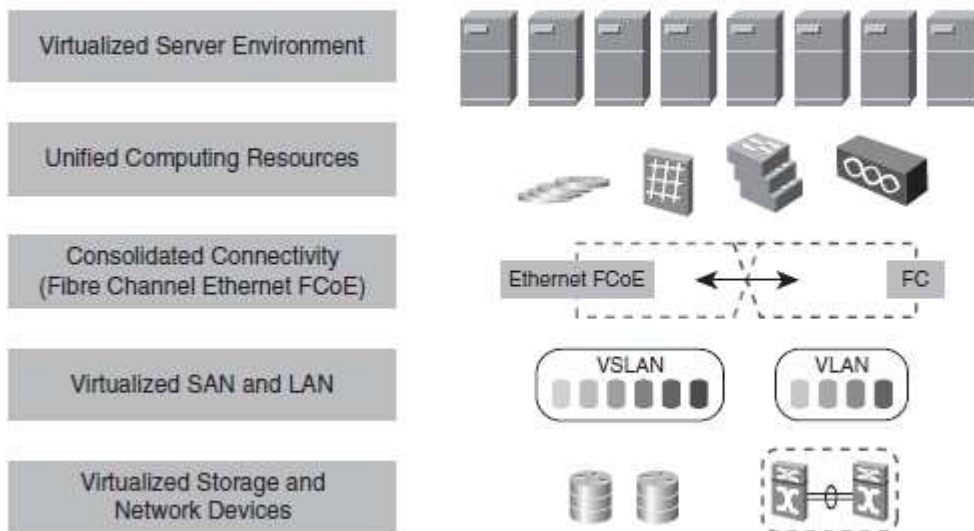 Virtualized Server Environment
Unified Computing Resources
Consolidated Connectivity
(Fibre Channel Ethernet FCoE)
Ethernet FCoE
FC
Virtualized SAN and LAN
VSLAN
VLAN
Virtualized Storage and
Network Devices